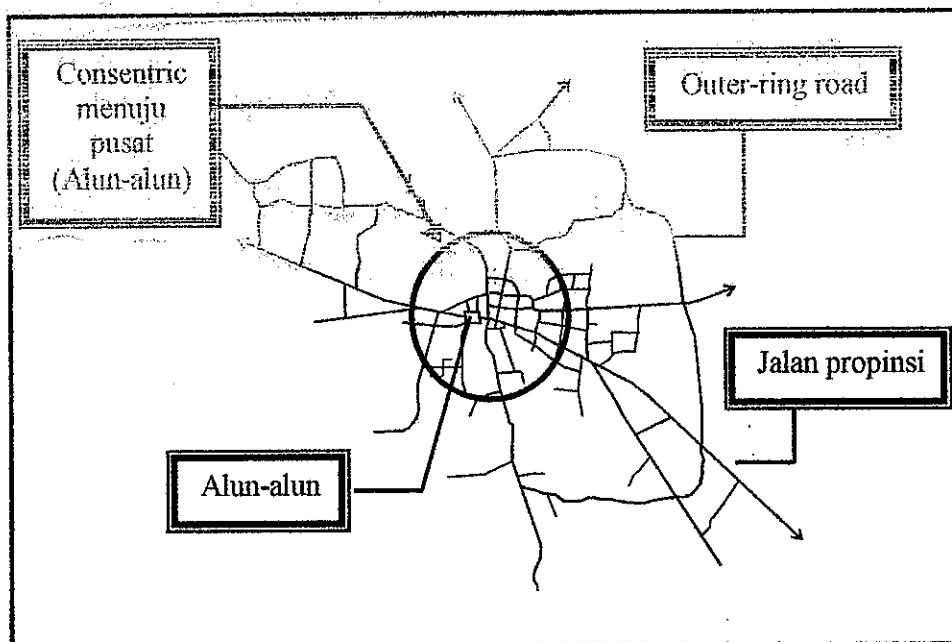 Consentric
menuju
pusat
(Alun-alun)
Outer-ring road
Jalan propinsi
Alun-alun